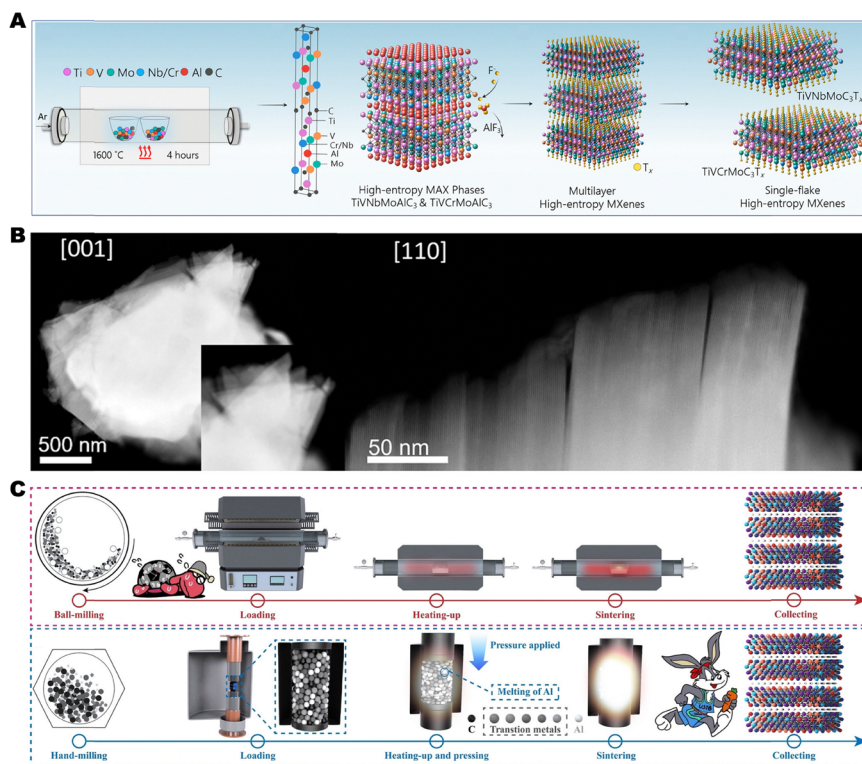 A
Ti V Mo Nb/Cr Al C
Ar
1600 °C 4 hours
C
Ti
V
Cr/Nb
Al
Mo
High-entropy MAX Phases
TiVNbMoAlC₃ & TiVCrMoAlC₃
F⁻
AlF₃
Tₓ
Multilayer
High-entropy MXenes
TiVNbMoC₃Tₓ
TiVCrMoC₃Tₓ
Single-flake
High-entropy MXenes
B
[001]
500 nm
[110]
50 nm
C
Ball-milling
Loading
Heating-up
Sintering
Collecting
Pressure applied
Melting of Al
C
Transtion metals
Al
Hand-milling
Loading
Heating-up and pressing
Sintering
Collecting